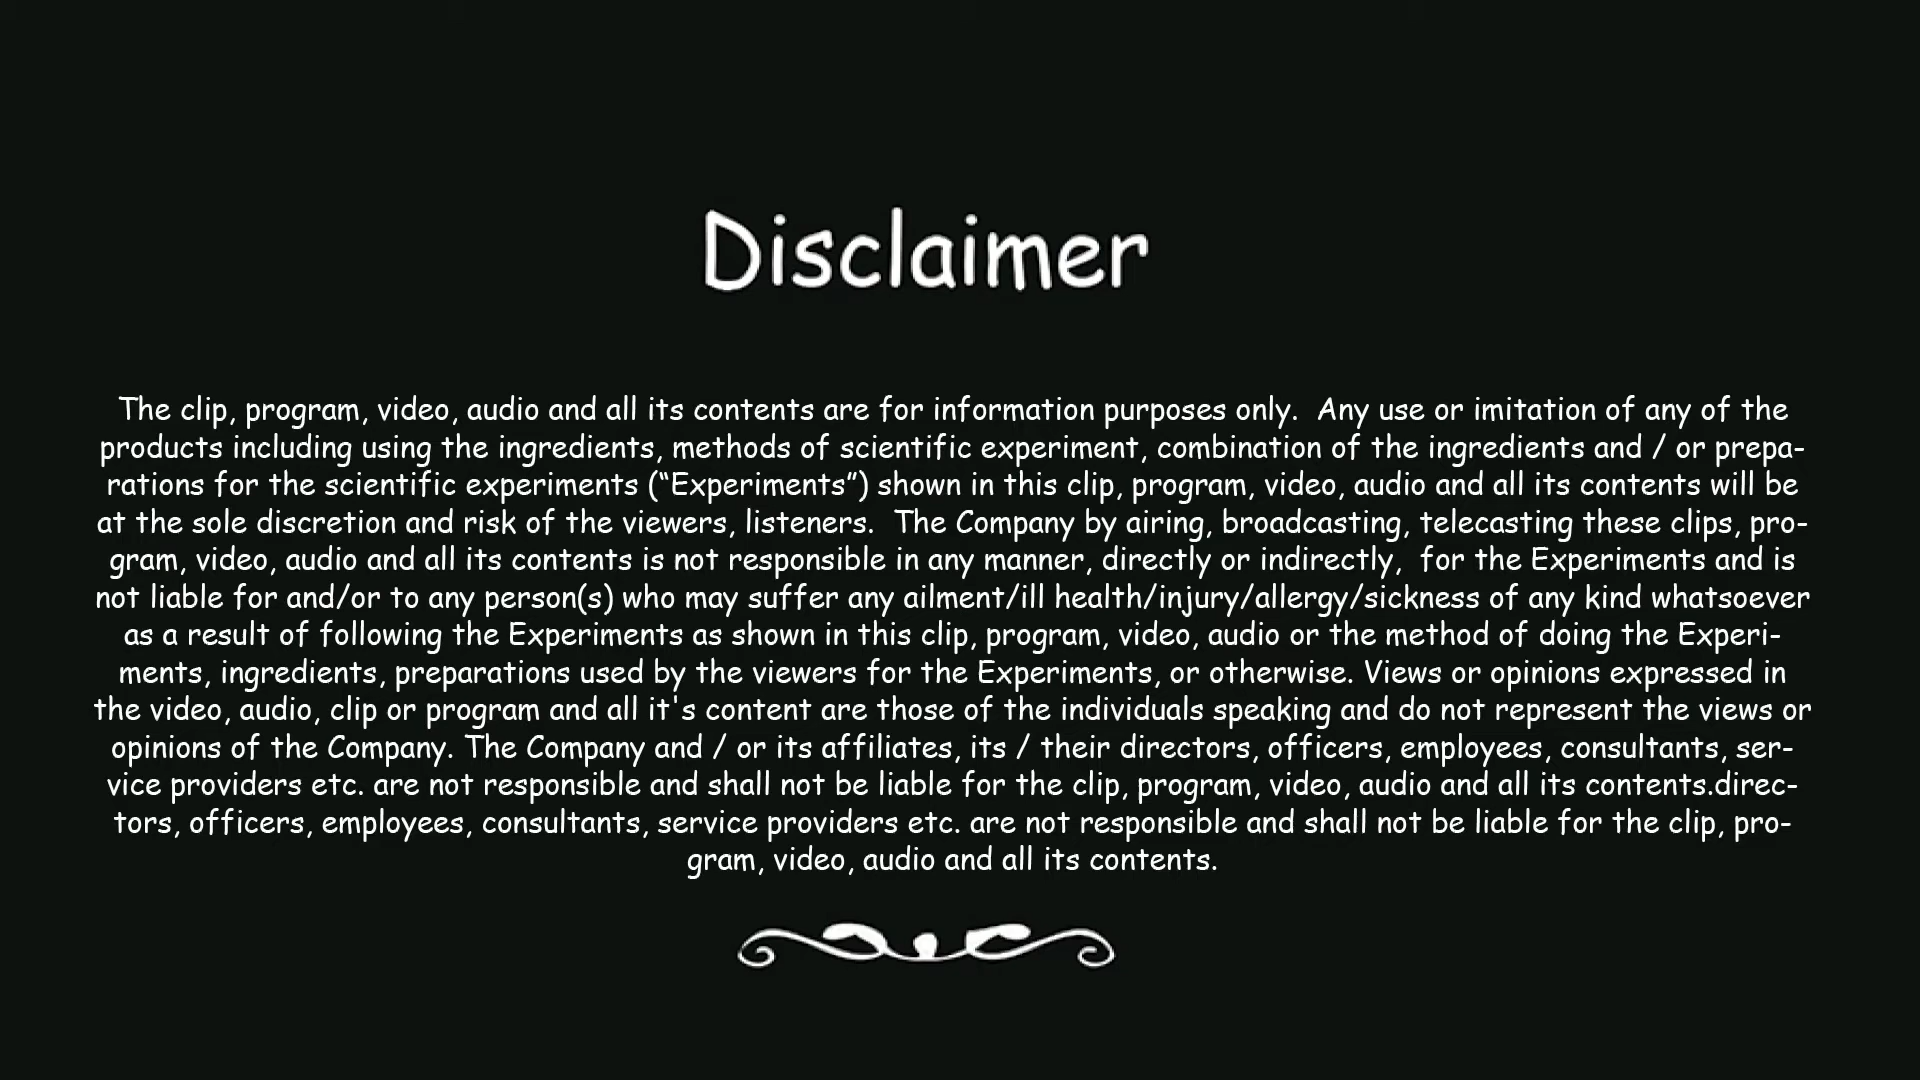 Disclaimer
The clip, program, video, audio and all its contents are for information purposes only.  Any use or imitation of any of the
products including using the ingredients, methods of scientific experiment, combination of the ingredients and / or prepa-
rations for the scientific experiments (“Experiments”) shown in this clip, program, video, audio and all its contents will be
at the sole discretion and risk of the viewers, listeners.  The Company by airing, broadcasting, telecasting these clips, pro-
gram, video, audio and all its contents is not responsible in any manner, directly or indirectly,  for the Experiments and is
not liable for and/or to any person(s) who may suffer any ailment/ill health/injury/allergy/sickness of any kind whatsoever
as a result of following the Experiments as shown in this clip, program, video, audio or the method of doing the Experi-
ments, ingredients, preparations used by the viewers for the Experiments, or otherwise. Views or opinions expressed in
the video, audio, clip or program and all it's content are those of the individuals speaking and do not represent the views or
opinions of the Company. The Company and / or its affiliates, its / their directors, officers, employees, consultants, ser-
vice providers etc. are not responsible and shall not be liable for the clip, program, video, audio and all its contents.direc-
tors, officers, employees, consultants, service providers etc. are not responsible and shall not be liable for the clip, pro-
gram, video, audio and all its contents.